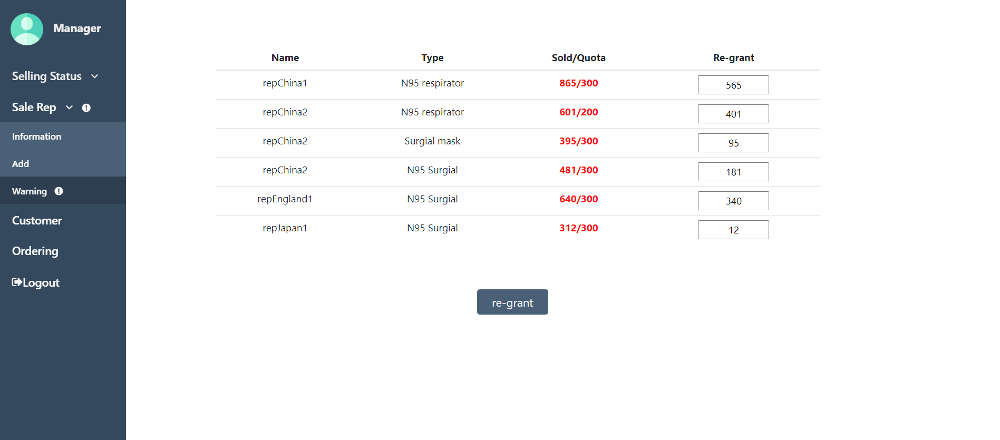 Manager
Selling Status
Sale Rep
Information
Add
Warning
Customer
Ordering
Logout
Name Type Sold/Quota Re-grant
repChina1 N95 respirator 865/300 565
repChina2 N95 respirator 601/200 401
repChina2 Surgial mask 395/300 95
repChina2 N95 Surgial 481/300 181
repEngland1 N95 Surgial 640/300 340
repJapan1 N95 Surgial 312/300 12
re-grant